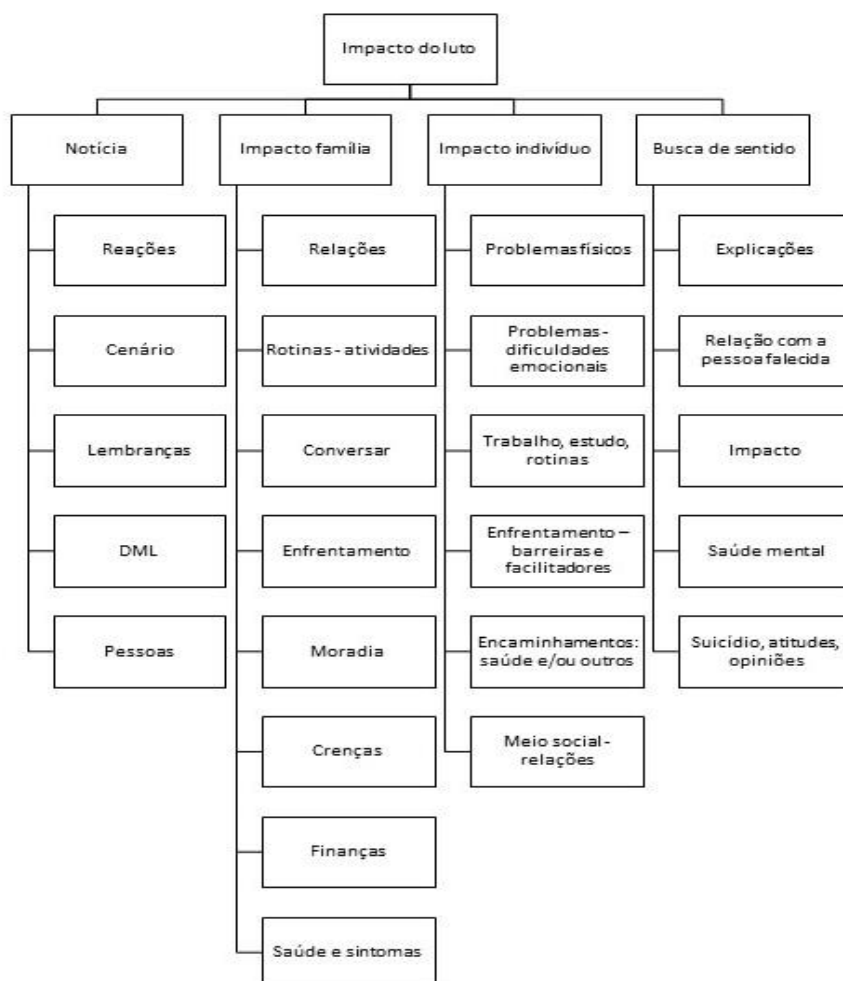 Impacto do luto
Notícia
Impacto família
Impacto indivíduo
Busca de sentido
Reações
Cenário
Lembranças
DML
Pessoas
Relações
Rotinas - atividades
Conversar
Enfrentamento
Moradia
Crenças
Finanças
Saúde e sintomas
Problemas físicos
Problemas -
dificuldades
emocionais
Trabalho, estudo,
rotinas
Enfrentamento –
barreiras e
facilitadores
Encaminhamentos:
saúde e/ou outros
Meio social -
relações
Explicações
Relação com a
pessoa falecida
Impacto
Saúde mental
Suicídio, atitudes,
opiniões